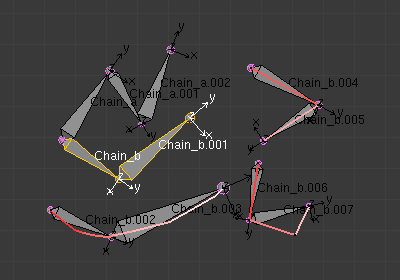 y
y
x
x
Chain_a.002
Chain_a
Chain_a.001
y
y
x
Chain_b
Chain_b.001
x
y
Chain_b.004
y
Chain_b.005
x
Chain_b.006
Chain_b.002
Chain_b.003
Chain_b.007
x
y
y
x
y